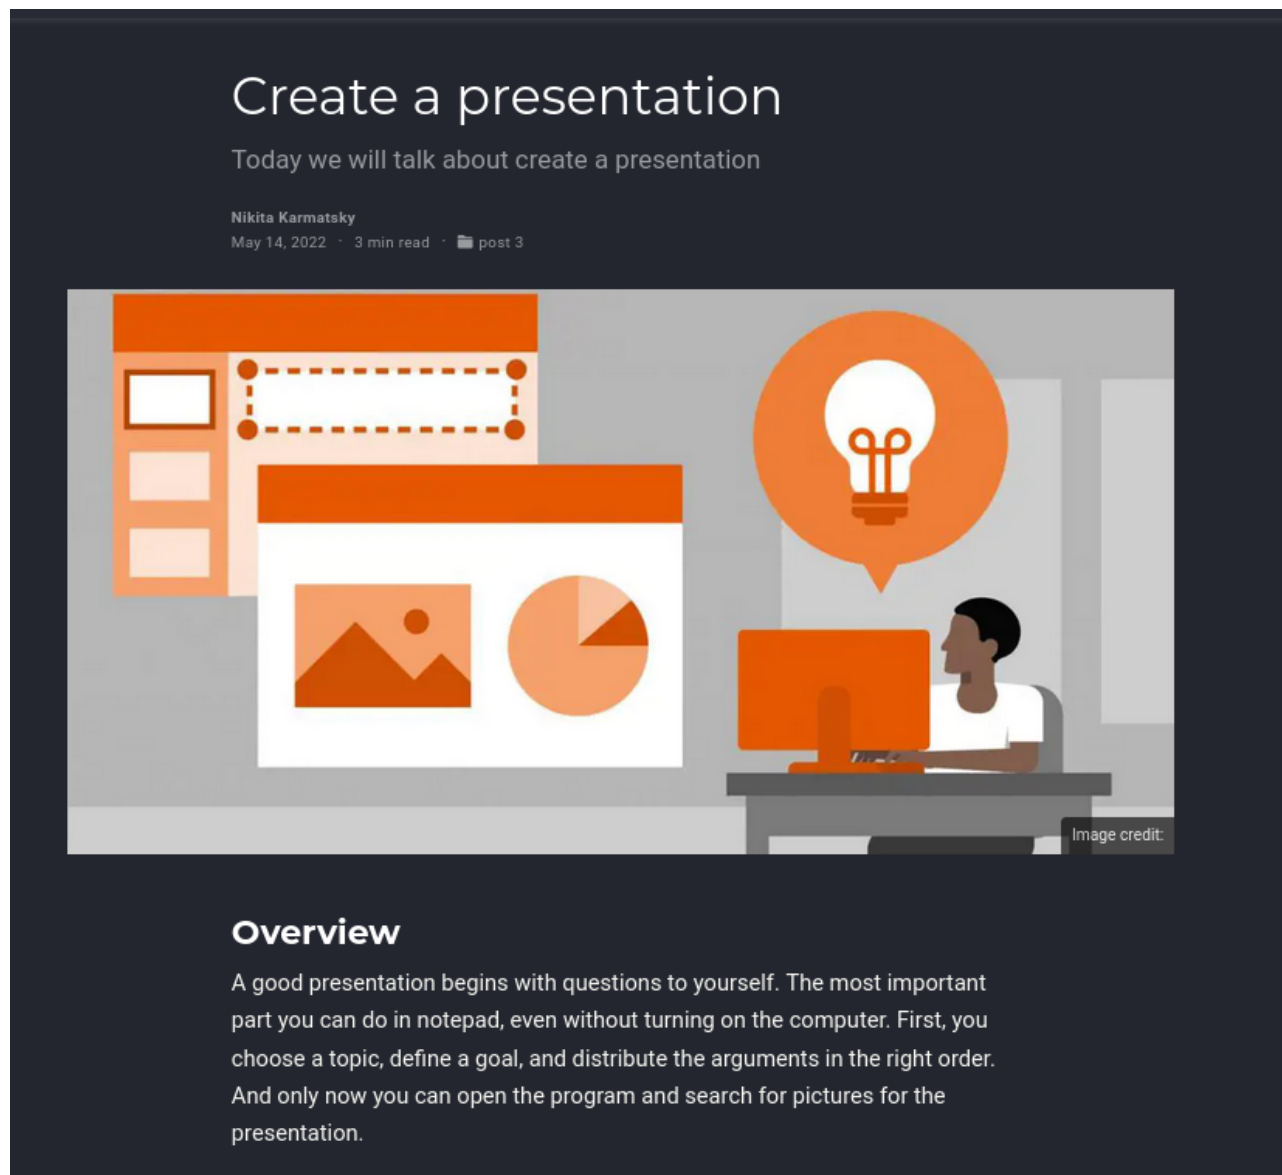 Create a presentation
Today we will talk about create a presentation
Nikita Karmatsky
May 14, 2022 · 3 min read · post 3
Image credit:
Overview
A good presentation begins with questions to yourself. The most important
part you can do in notepad, even without turning on the computer. First, you
choose a topic, define a goal, and distribute the arguments in the right order.
And only now you can open the program and search for pictures for the
presentation.